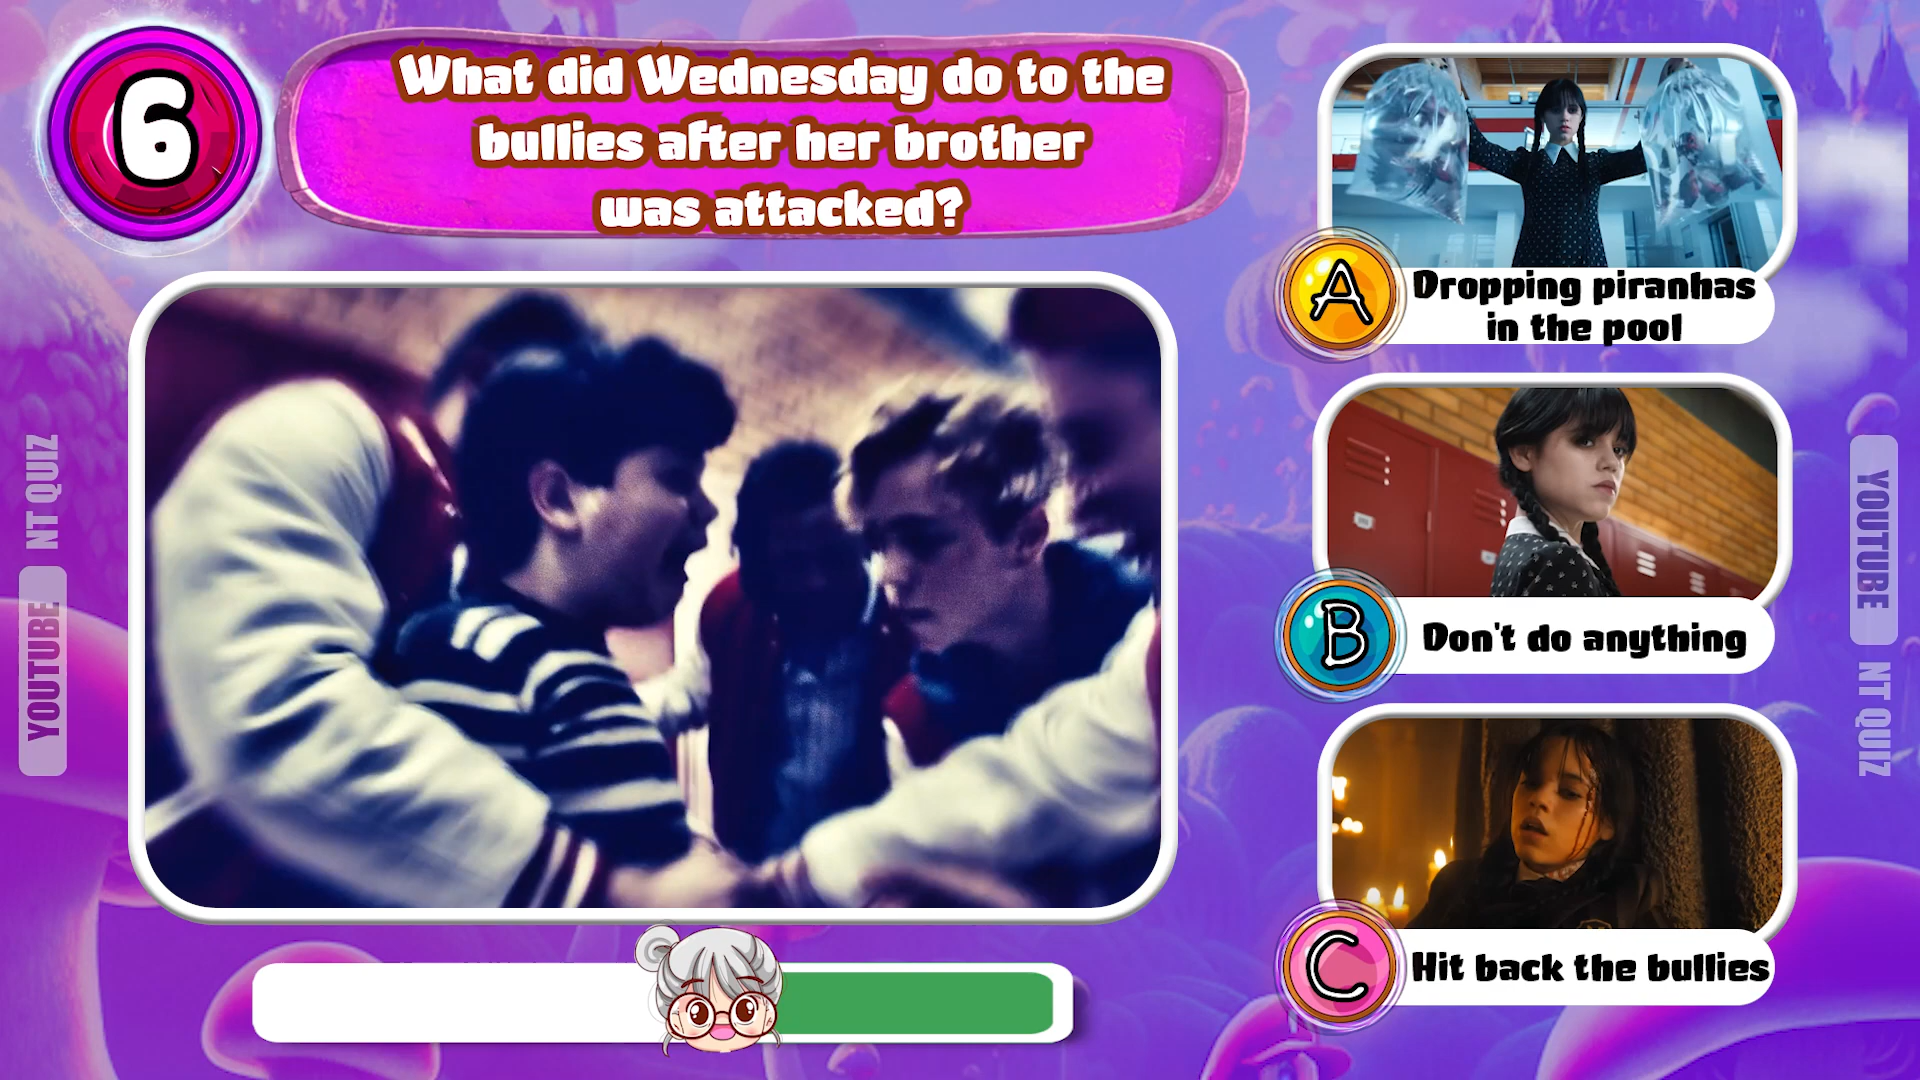 6
What did Wednesday do to the
bullies after her brother
was attacked?
A
Dropping piranhas
in the pool
B
Don't do anything
C
Hit back the bullies
YOUTUBE NT QUIZ
YOUTUBE NT QUIZ